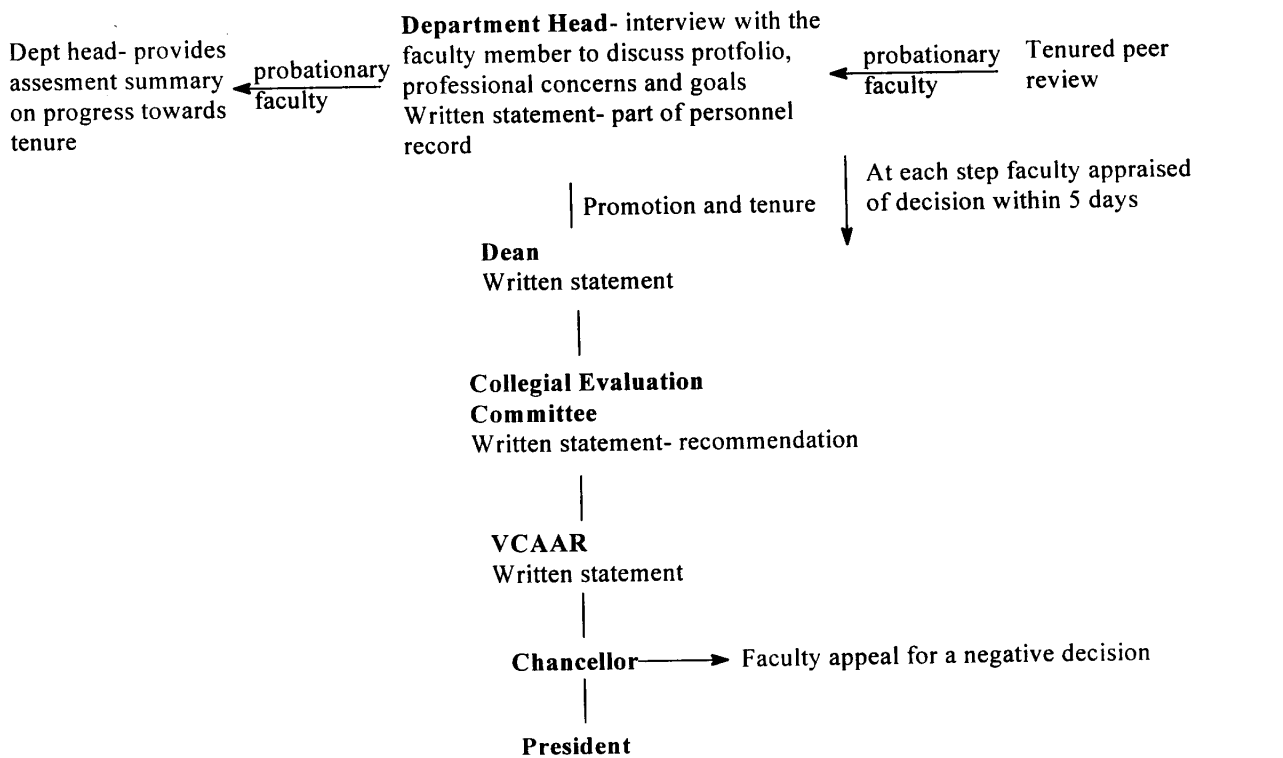 Dept head- provides
assesment summary
on progress towards
tenure
probationary
faculty
Department Head- interview with the
faculty member to discuss protfolio,
professional concerns and goals
Written statement- part of personnel
record
probationary
faculty
Tenured peer
review
Promotion and tenure
At each step faculty appraised
of decision within 5 days
Dean
Written statement
Collegial Evaluation
Committee
Written statement- recommendation
VCAAR
Written statement
Chancellor
Faculty appeal for a negative decision
President